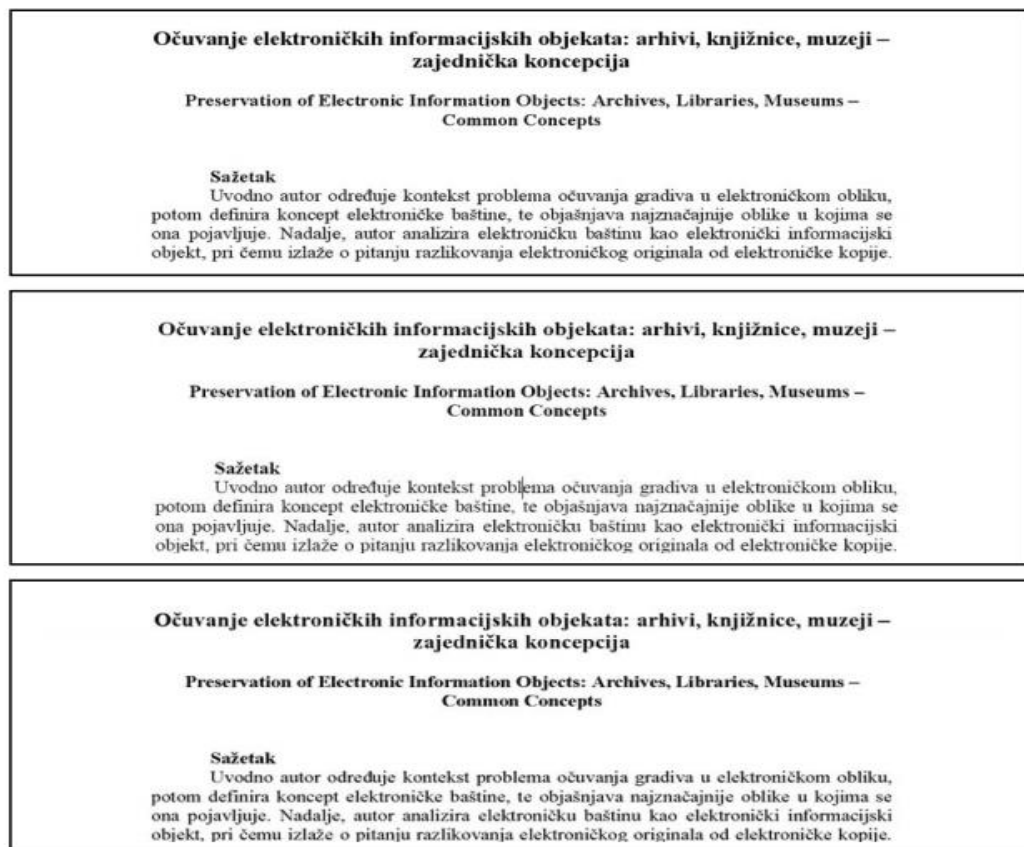 Očuvanje elektroničkih informacijskih objekata: arhivi, knjižnice, muzeji –
zajednička koncepcija
Preservation of Electronic Information Objects: Archives, Libraries, Museums –
Common Concepts
Sažetak
Uvodno autor određuje kontekst problema očuvanja gradiva u elektroničkom obliku,
potom definira koncept elektroničke baštine, te objašnjava najznačajnije oblike u kojima se
ona pojavljuje. Nadalje, autor analizira elektroničku baštinu kao elektronički informacijski
objekt, pri čemu izlaže o pitanju razlikovanja elektroničkog originala od elektroničke kopije.
Očuvanje elektroničkih informacijskih objekata: arhivi, knjižnice, muzeji –
zajednička koncepcija
Preservation of Electronic Information Objects: Archives, Libraries, Museums –
Common Concepts
Sažetak
Uvodno autor određuje kontekst problema očuvanja gradiva u elektroničkom obliku,
potom definira koncept elektroničke baštine, te objašnjava najznačajnije oblike u kojima se
ona pojavljuje. Nadalje, autor analizira elektroničku baštinu kao elektronički informacijski
objekt, pri čemu izlaže o pitanju razlikovanja elektroničkog originala od elektroničke kopije.
Očuvanje elektroničkih informacijskih objekata: arhivi, knjižnice, muzeji –
zajednička koncepcija
Preservation of Electronic Information Objects: Archives, Libraries, Museums –
Common Concepts
Sažetak
Uvodno autor određuje kontekst problema očuvanja gradiva u elektroničkom obliku,
potom definira koncept elektroničke baštine, te objašnjava najznačajnije oblike u kojima se
ona pojavljuje. Nadalje, autor analizira elektroničku baštinu kao elektronički informacijski
objekt, pri čemu izlaže o pitanju razlikovanja elektroničkog originala od elektroničke kopije.